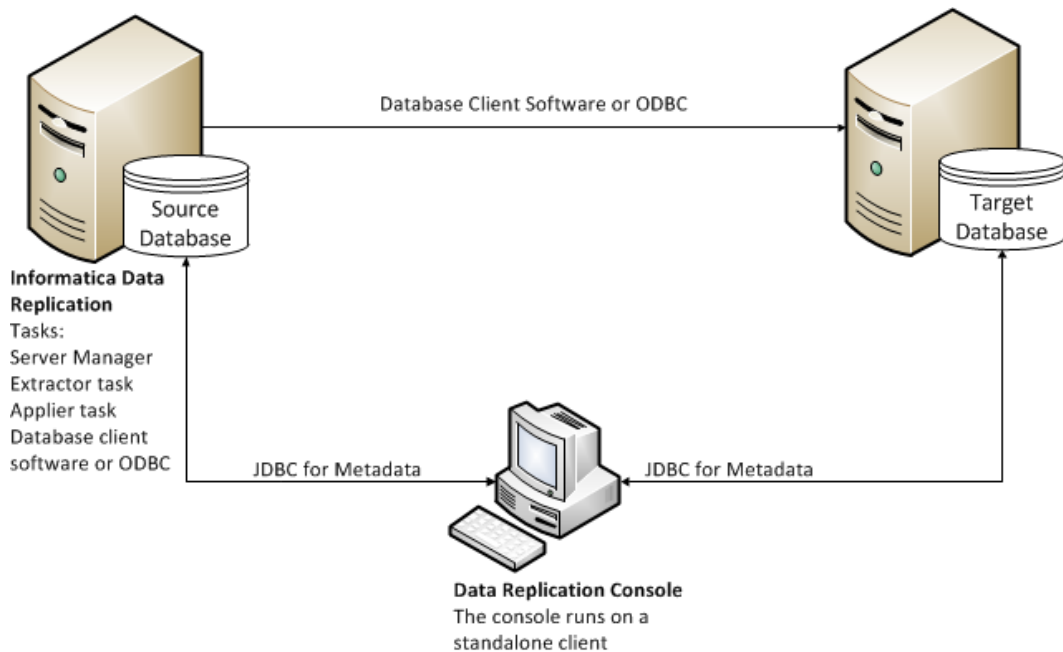 Database Client Software or ODBC
Source
Database
Target
Database
Informatica Data
Replication
Tasks:
Server Manager
Extractor task
Applier task
Database client
software or ODBC
JDBC for Metadata
JDBC for Metadata
Data Replication Console
The console runs on a
standalone client